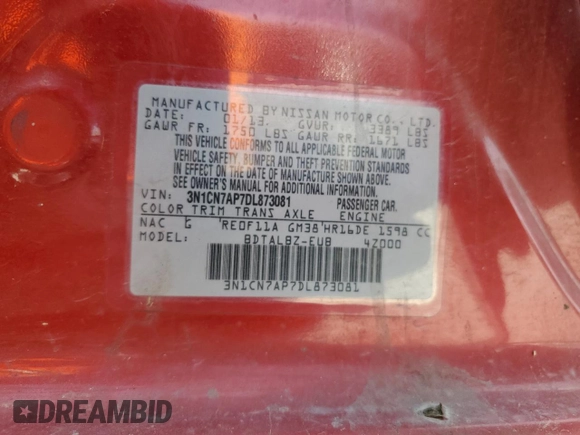 MANUFACTURED BY NISSAN MOTOR CO., LTD.
DATE: 01/13. GVWR: 3389 LBS
GAWR FR: 1750 LBS GAWR RR: 1671 LBS
THIS VEHICLE CONFORMS TO ALL APPLICABLE FEDERAL MOTOR
VEHICLE SAFETY, BUMPER AND THEFT PREVENTION STANDARDS
IN EFFECT ON THE DATE OF MANUFACTURE SHOWN ABOVE.
SEE OWNER'S MANUAL FOR ADDITIONAL INFORMATION.
VIN: 3N1CN7AP7DL873081 PASSENGER CAR.
COLOR TRIM TRANS AXLE ENGINE
NAC G RE0F11A GM38 HR16DE 1598 CC
MODEL: BDTALBZ-EUB 42000
3N1CN7AP7DL873081
DREAMBID